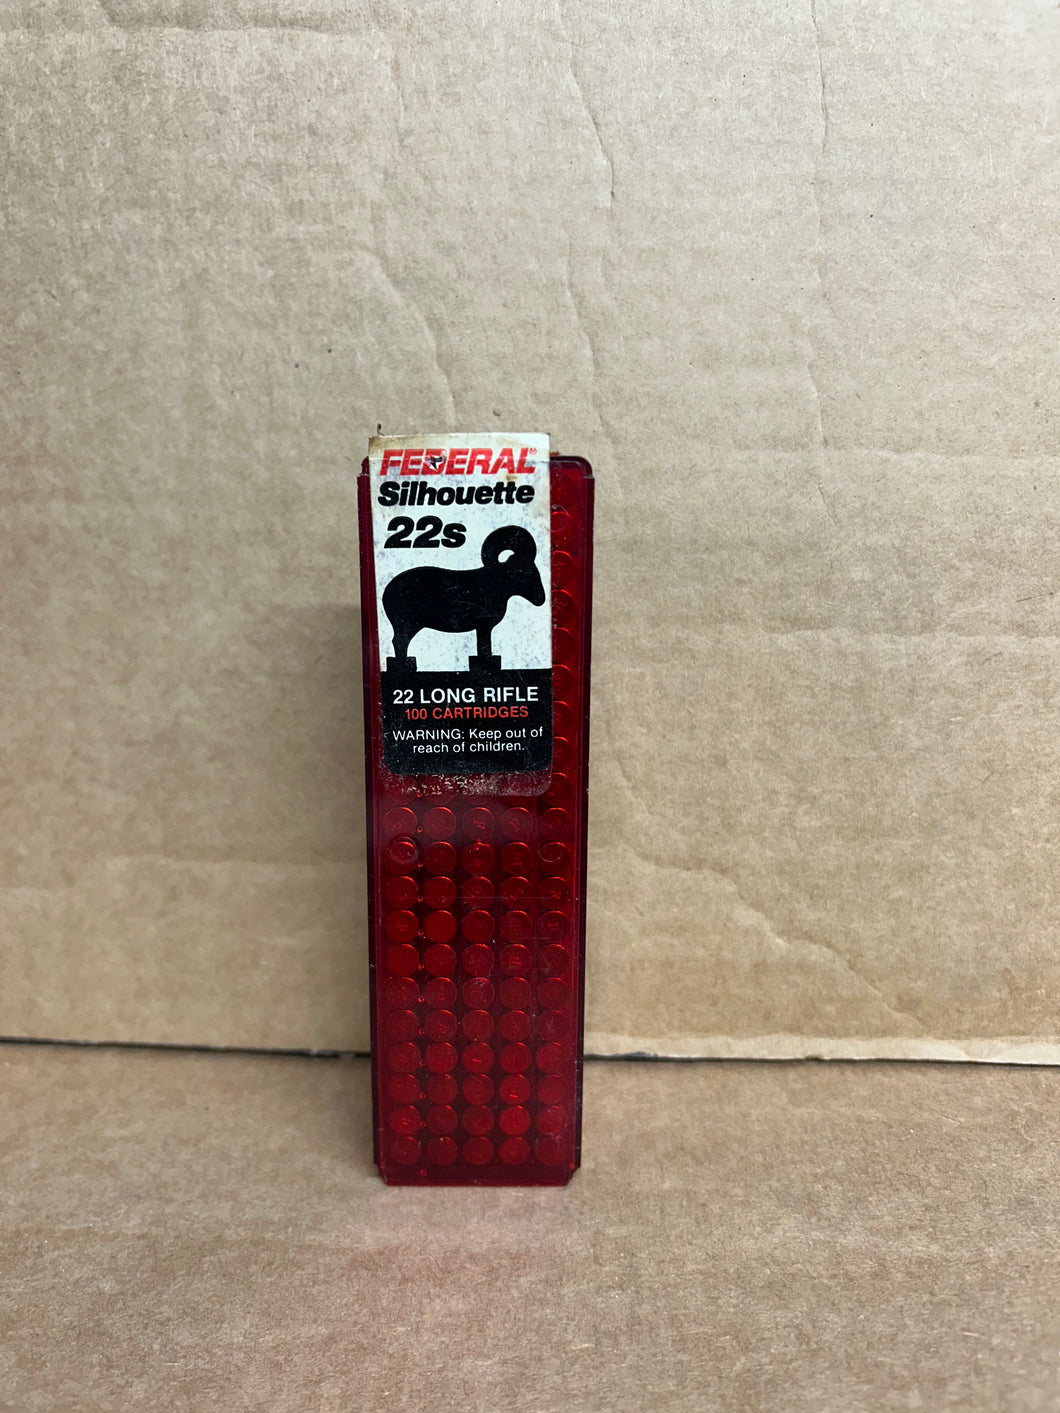 FEDERAL®
Silhouette
22s
22 LONG RIFLE
100 CARTRIDGES
WARNING: Keep out of
reach of children.